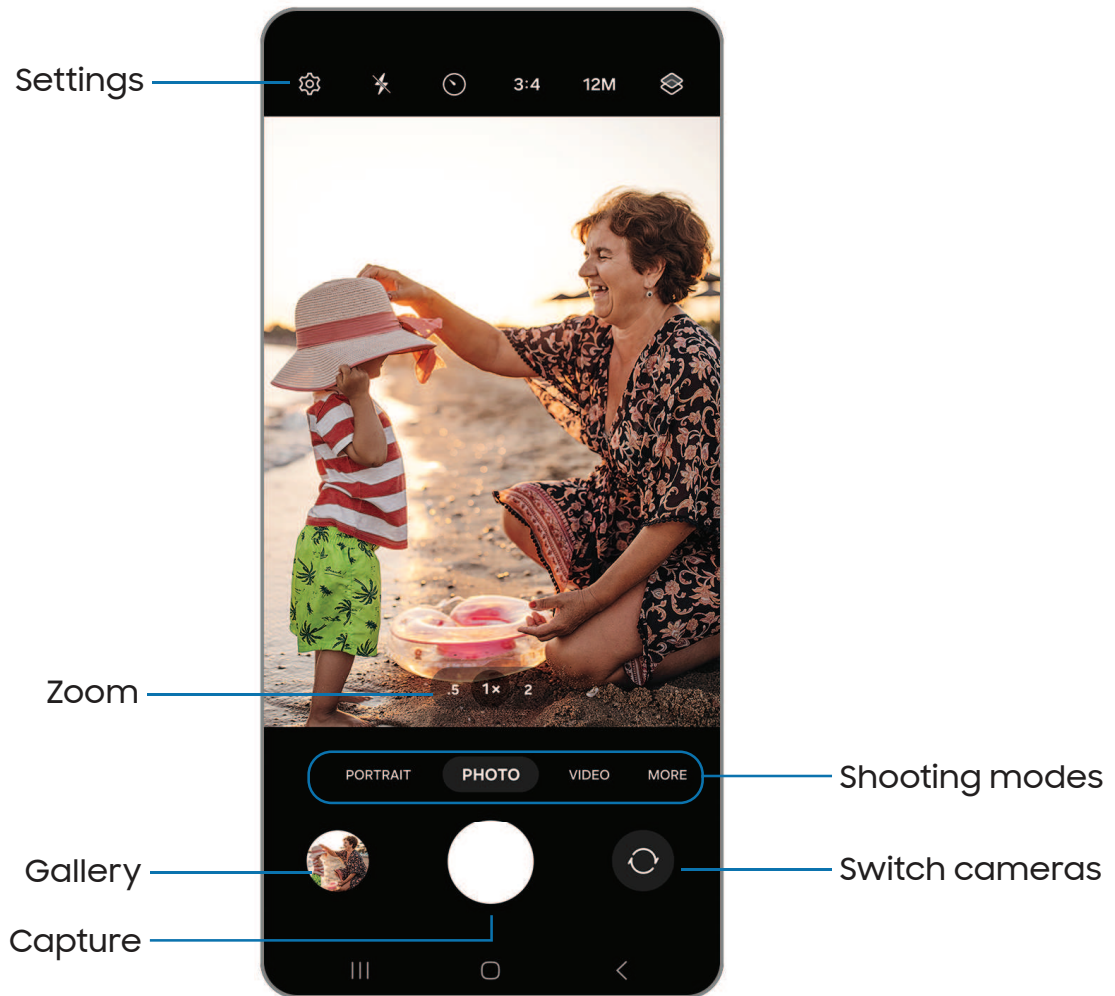 Settings
3:4
12M
Zoom
.5
1×
2
PORTRAIT
PHOTO
VIDEO
MORE
Shooting modes
Gallery
Switch cameras
Capture